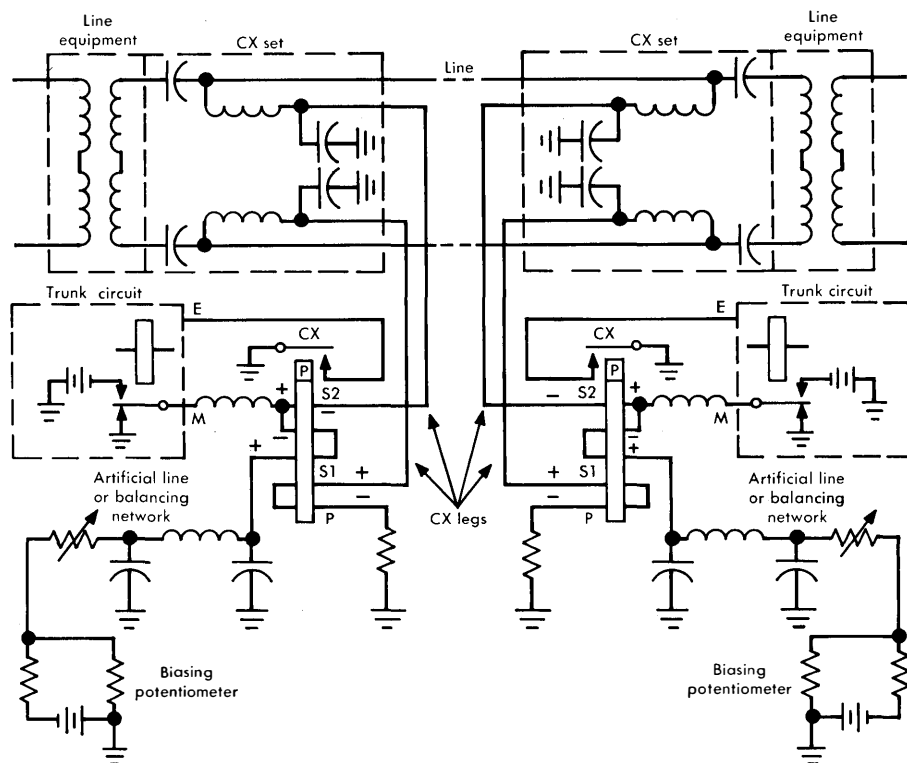 Line
equipment
CX set
CX set
Line
equipment
Line
Trunk circuit
E
CX
P
S2
+
−
M
−
+
S1
+
−
P
Artificial line
or balancing
network
Biasing
potentiometer
CX legs
Trunk circuit
E
CX
P
−
S2
+
M
−
+
S1
+
−
P
Artificial line
or balancing
network
Biasing
potentiometer